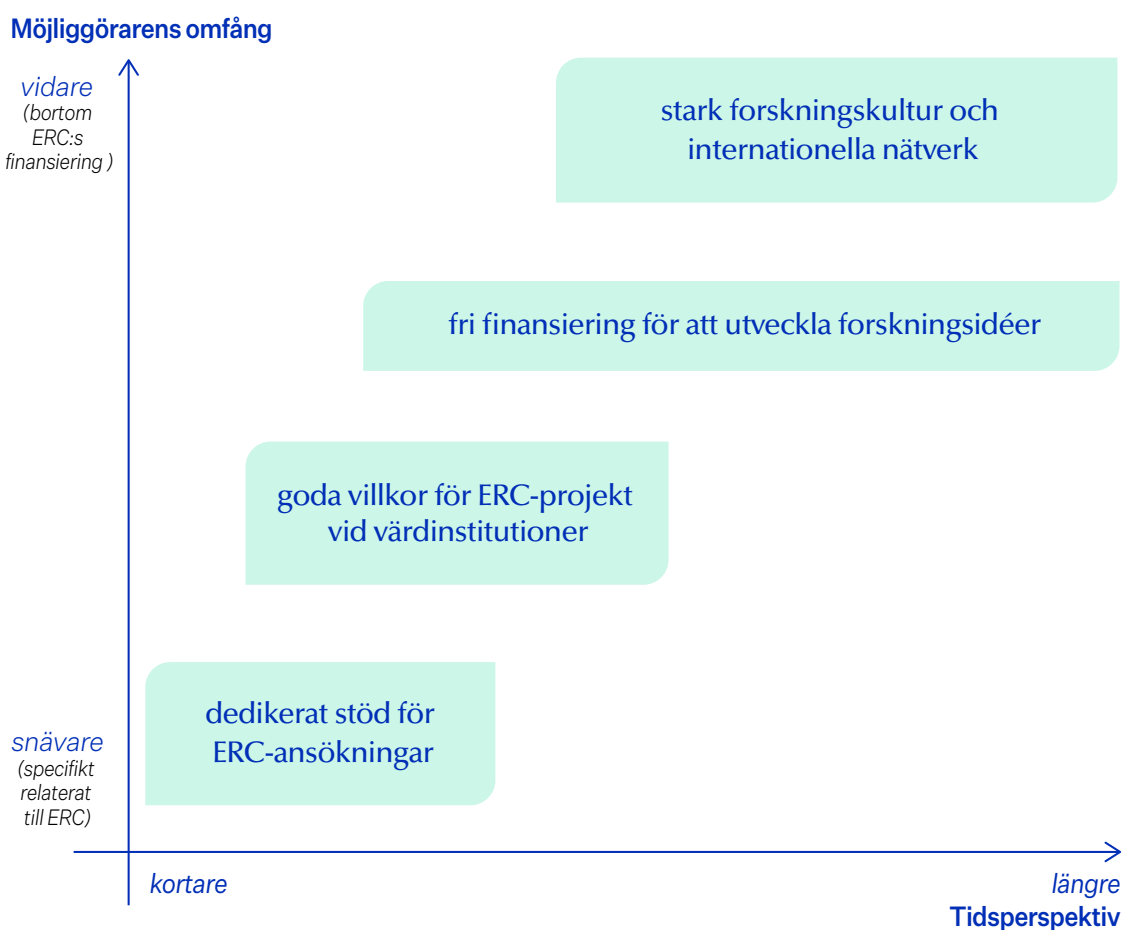 Möjliggörarens omfång
vidare
(bortom
ERC:s
finansiering )
stark forskningskultur och
internationella nätverk
fri finansiering för att utveckla forskningsidéer
goda villkor för ERC-projekt
vid värdinstitutioner
dedikerat stöd för
ERC-ansökningar
snävare
(specifikt
relaterat
till ERC)
kortare
längre
Tidsperspektiv